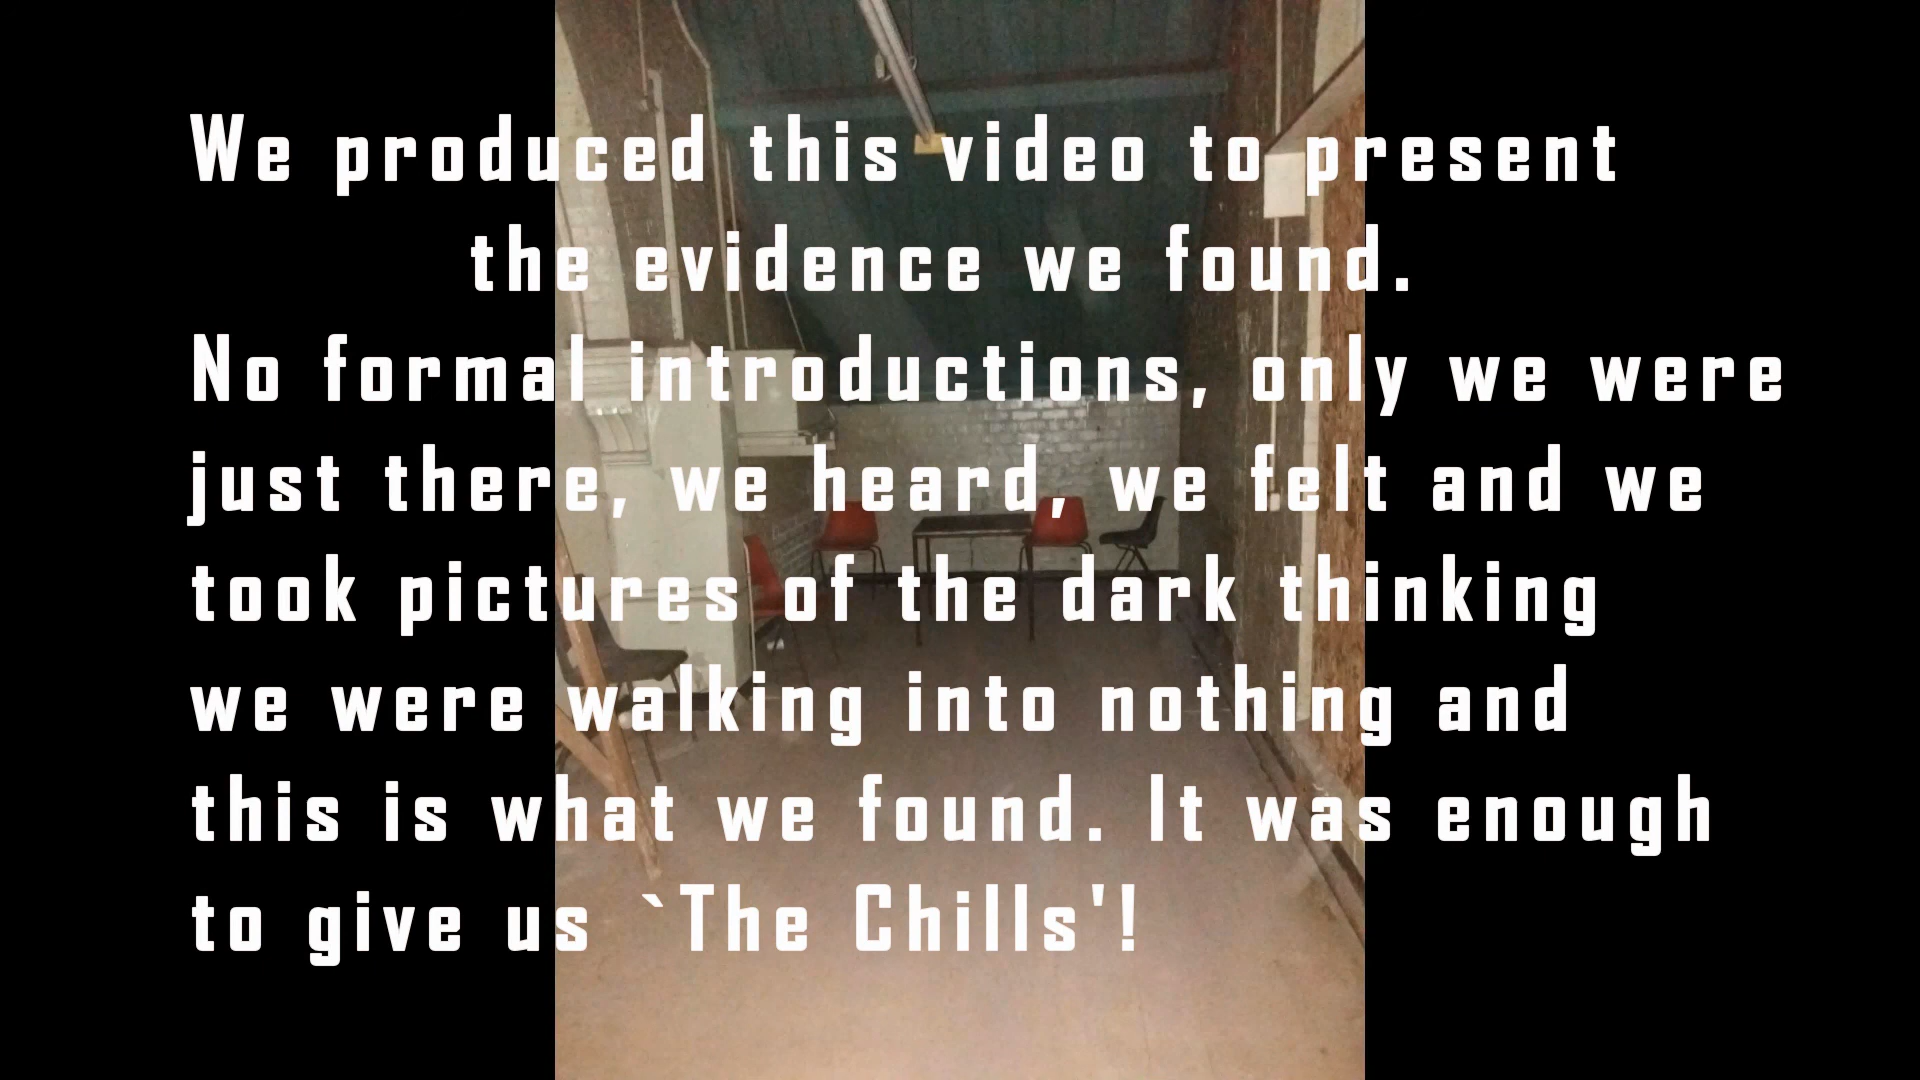 We produced this video to present
the evidence we found.
No formal introductions, only we were
just there, we heard, we felt and we
took pictures of the dark thinking
we were walking into nothing and
this is what we found. It was enough
to give us `The Chills'!